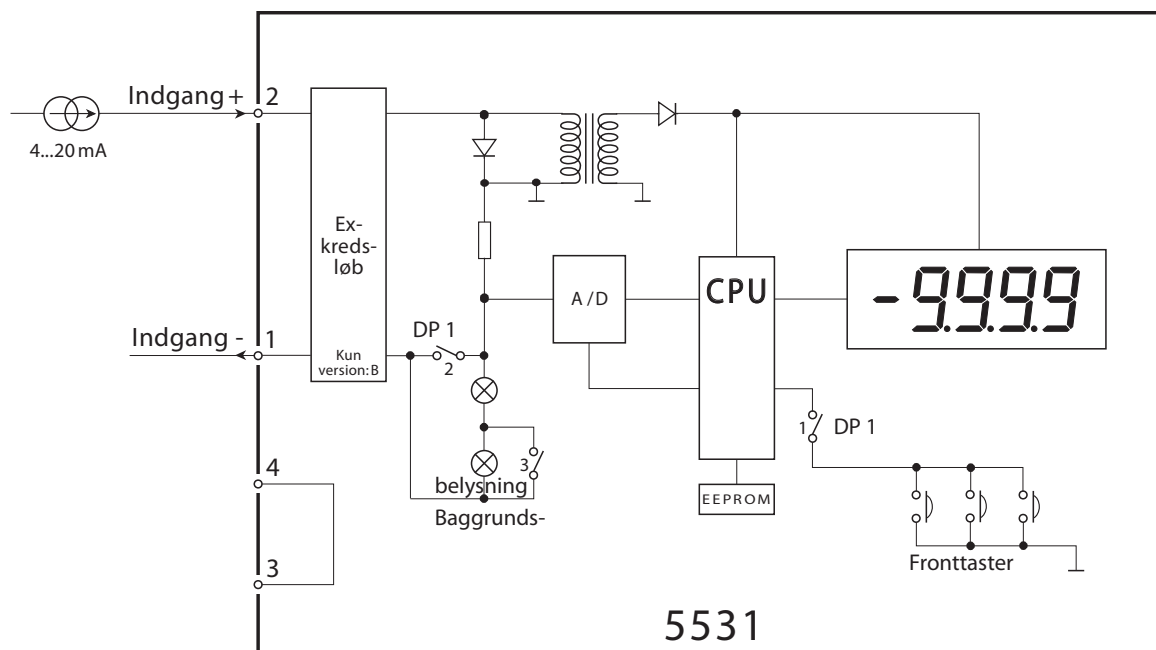 Indgang +
2
4...20 mA
Ex-
kreds-
løb
A / D
CPU
-9.9.9.9
Indgang -
1
Kun
version: B
DP 1
2
1
DP 1
3
4
belysning
Baggrunds-
EEPROM
3
Fronttaster
5531